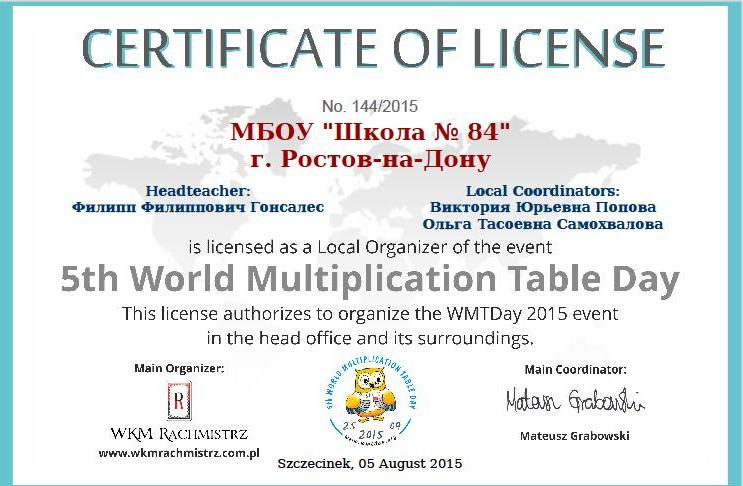 CERTIFICATE OF LICENSE
No. 144/2015
МБОУ "Школа № 84"
г. Ростов-на-Дону
Headteacher:
Филипп Филиппович Гонсалес
Local Coordinators:
Виктория Юрьевна Попова
Ольга Тасоевна Самохвалова
is licensed as a Local Organizer of the event
5th World Multiplication Table Day
This license authorizes to organize the WMTDay 2015 event
in the head office and its surroundings.
Main Organizer:
R
WKM RACHMISTRZ
www.wkmrachmistrz.com.pl
5th WORLD MULTIPLICATION TABLE DAY
25 09
2015
Main Coordinator:
Mateusz Grabowski
Mateusz Grabowski
Szczecinek, 05 August 2015